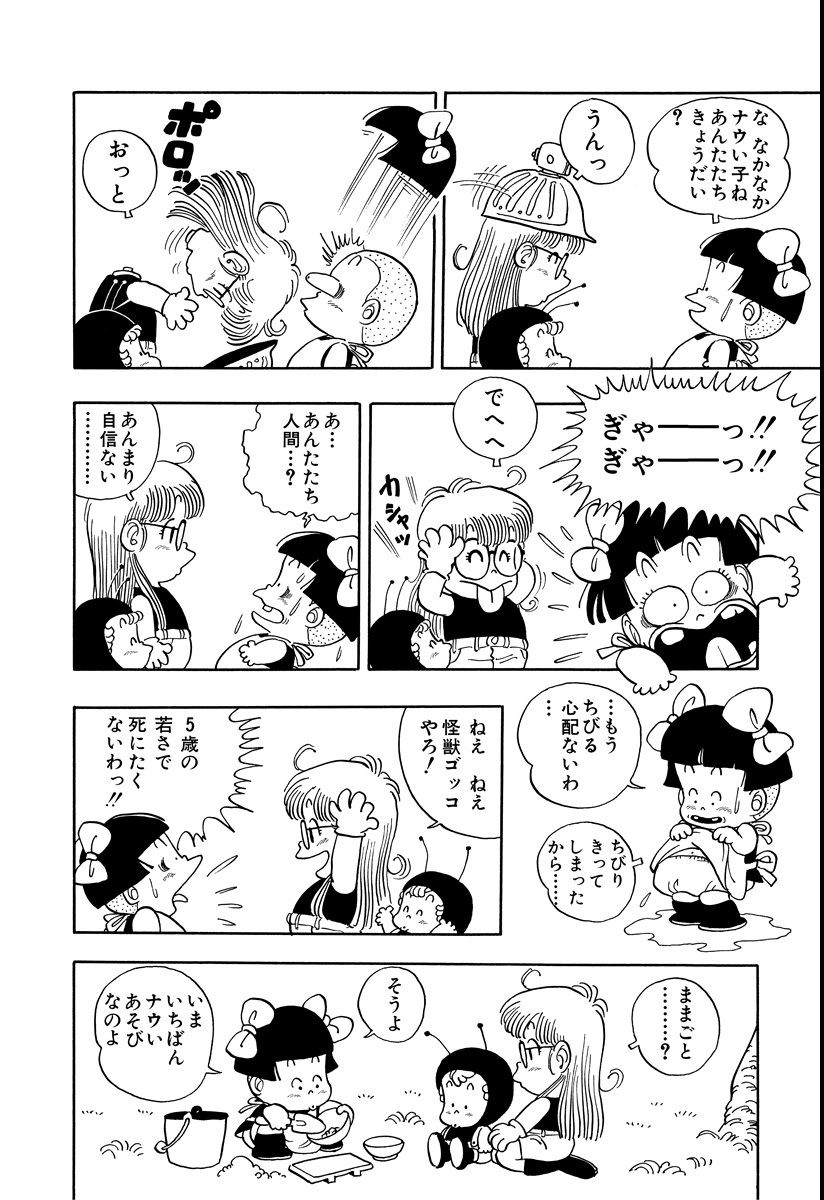 な なかなか
ナウい子ね
あんたたち
きょうだい
?
うんっ
ポロッ
おっと
ぎゃーーっ!!
ぎゃーーっ!!
でへへ
カシャッ
あ…
あんたたち
人間…?
あんまり
自信ない
…………
…もう
ちびる
心配ないわ
…
ちびり
きって
しまった
から……
ねえ ねえ
怪獣ゴッコ
やろ!
5歳の
若さで
死にたく
ないわっ!!
ままごと
…………?
そうよ
いま
いちばん
ナウい
あそび
なのよ